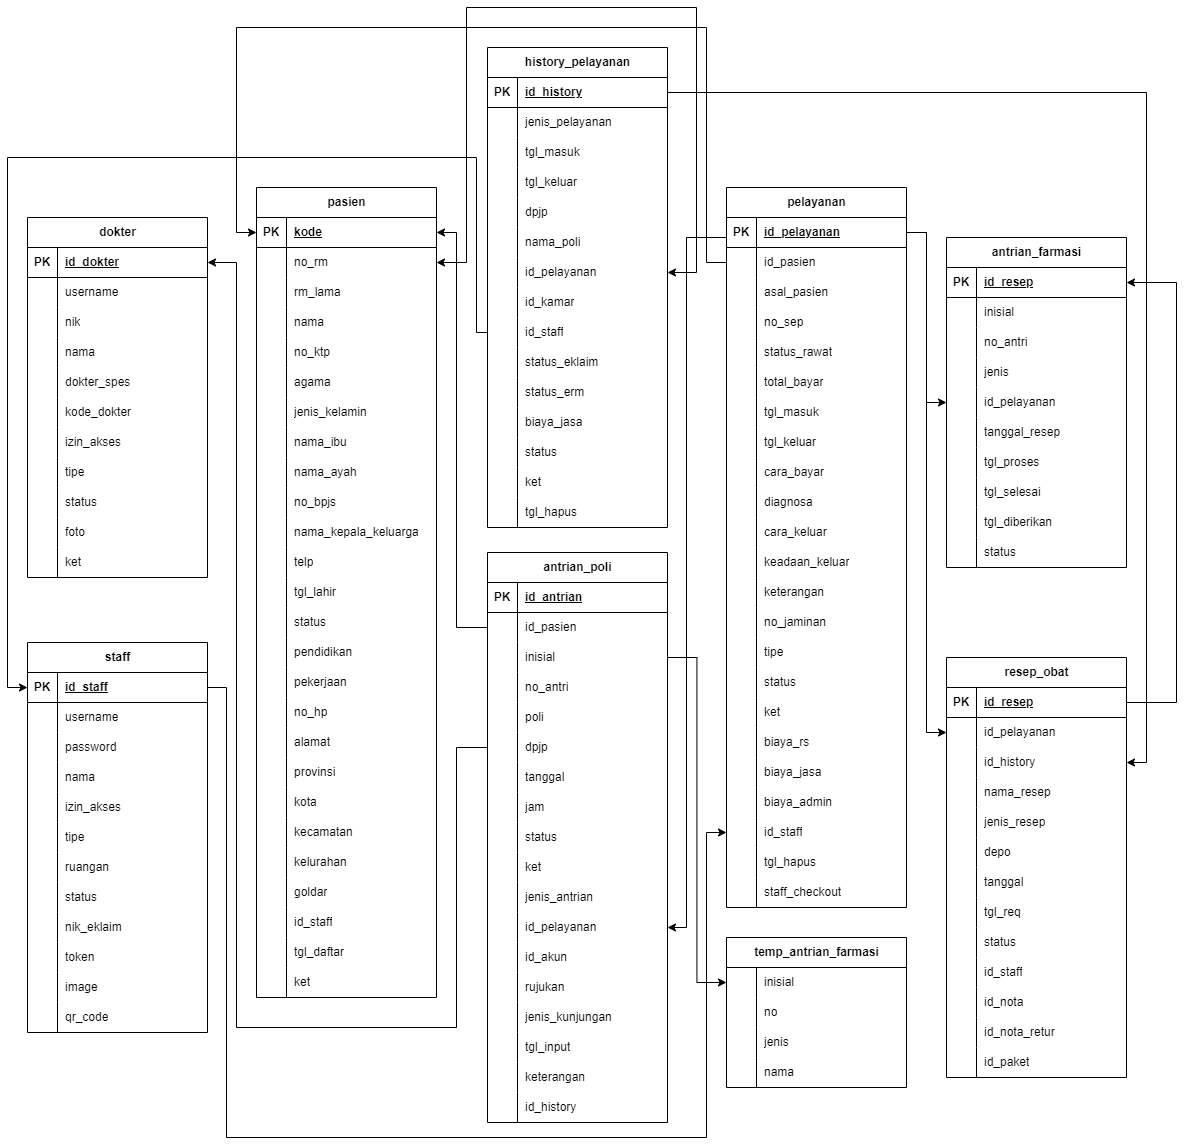 history_pelayanan
PK id_history
jenis_pelayanan
tgl_masuk
tgl_keluar
dpjp
nama_poli
id_pelayanan
id_kamar
id_staff
status_eklaim
status_erm
biaya_jasa
status
ket
tgl_hapus
pasien
PK kode
no_rm
rm_lama
nama
no_ktp
agama
jenis_kelamin
nama_ibu
nama_ayah
no_bpjs
nama_kepala_keluarga
telp
tgl_lahir
status
pendidikan
pekerjaan
no_hp
alamat
provinsi
kota
kecamatan
kelurahan
goldar
id_staff
tgl_daftar
ket
pelayanan
PK id_pelayanan
id_pasien
asal_pasien
no_sep
status_rawat
total_bayar
tgl_masuk
tgl_keluar
cara_bayar
diagnosa
cara_keluar
keadaan_keluar
keterangan
no_jaminan
tipe
status
ket
biaya_rs
biaya_jasa
biaya_admin
id_staff
tgl_hapus
staff_checkout
dokter
PK id_dokter
username
nik
nama
dokter_spes
kode_dokter
izin_akses
tipe
status
foto
ket
antrian_farmasi
PK id_resep
inisial
no_antri
jenis
id_pelayanan
tanggal_resep
tgl_proses
tgl_selesai
tgl_diberikan
status
antrian_poli
PK id_antrian
id_pasien
inisial
no_antri
poli
dpjp
tanggal
jam
status
ket
jenis_antrian
id_pelayanan
id_akun
rujukan
jenis_kunjungan
tgl_input
keterangan
id_history
staff
PK id_staff
username
password
nama
izin_akses
tipe
ruangan
status
nik_eklaim
token
image
qr_code
resep_obat
PK id_resep
id_pelayanan
id_history
nama_resep
jenis_resep
depo
tanggal
tgl_req
status
id_staff
id_nota
id_nota_retur
id_paket
temp_antrian_farmasi
inisial
no
jenis
nama